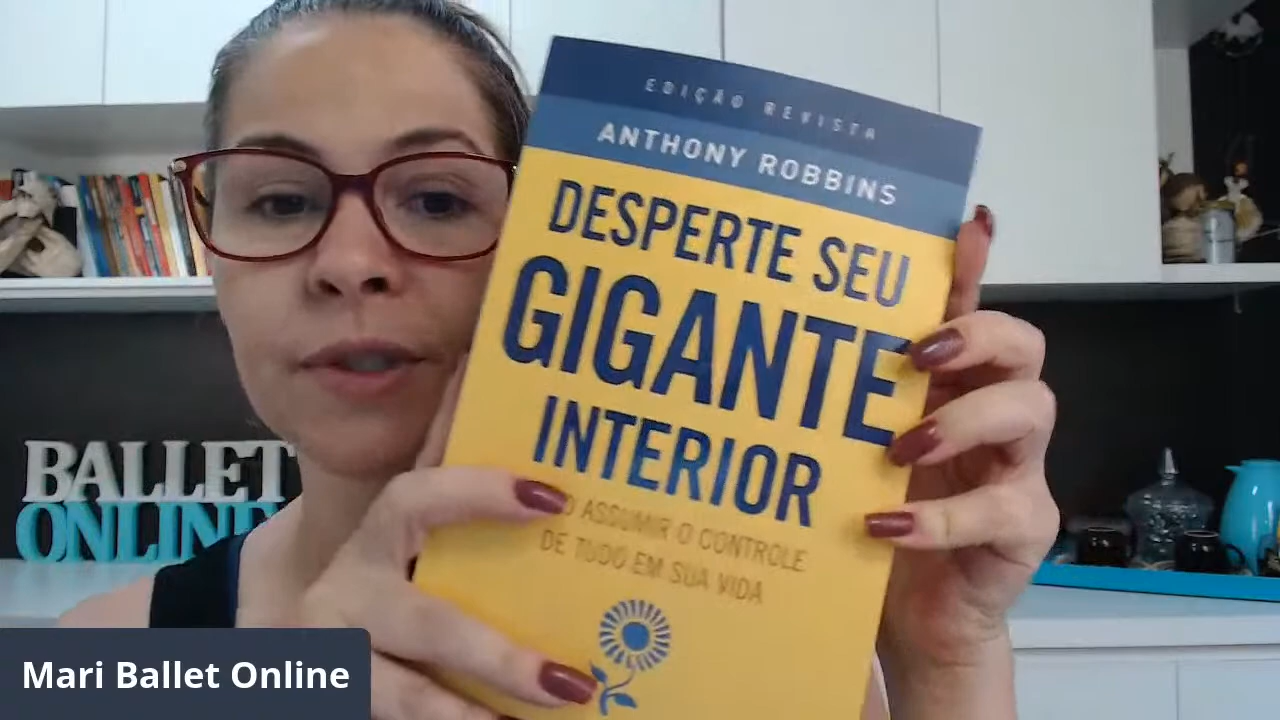 EDIÇÃO REVISTA
ANTHONY ROBBINS
DESPERTE SEU
GIGANTE
INTERIOR
ASSUMIR O CONTROLE
DE TUDO EM SUA VIDA
BALLET
ONLINE
Mari Ballet Online